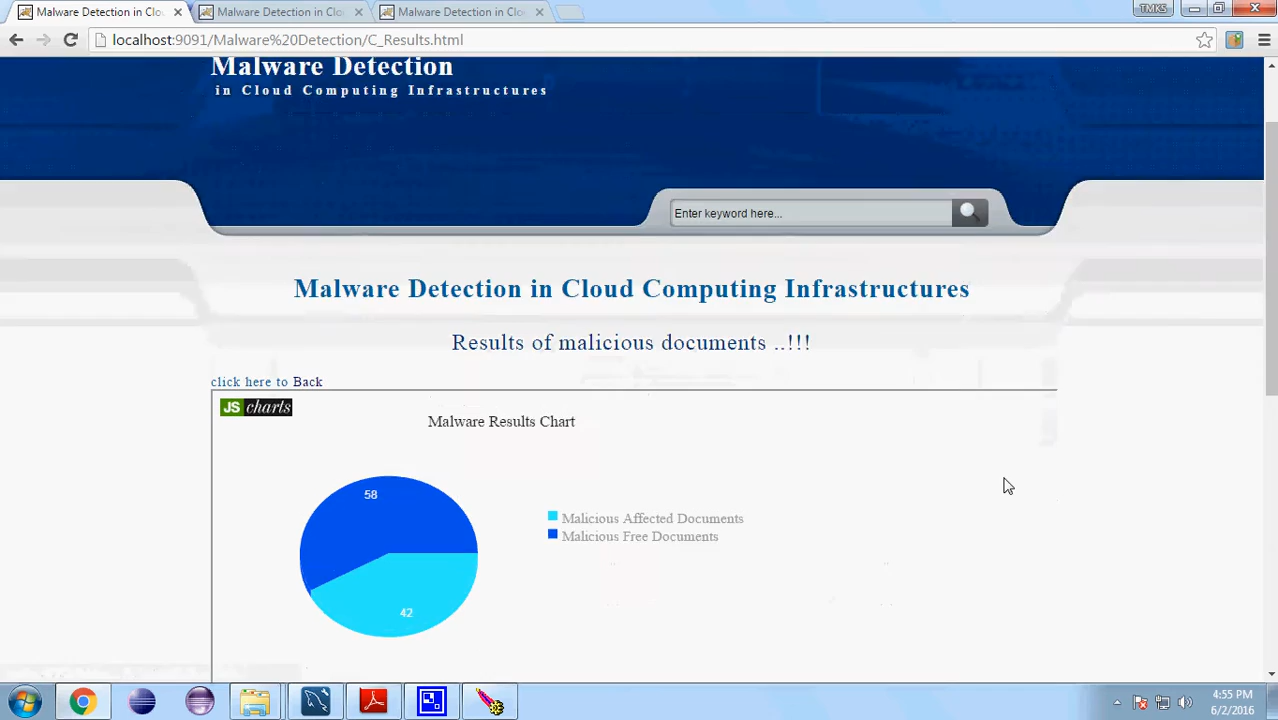 Malware Detection in Clo
Malware Detection in Clo
Malware Detection in Clo
TMKS
localhost:9091/Malware%20Detection/C_Results.html
Malware Detection
in Cloud Computing Infrastructures
Enter keyword here...
Malware Detection in Cloud Computing Infrastructures
Results of malicious documents ..!!!
click here to Back
JS charts
Malware Results Chart
58
Malicious Affected Documents
Malicious Free Documents
42
4:55 PM
6/2/2016